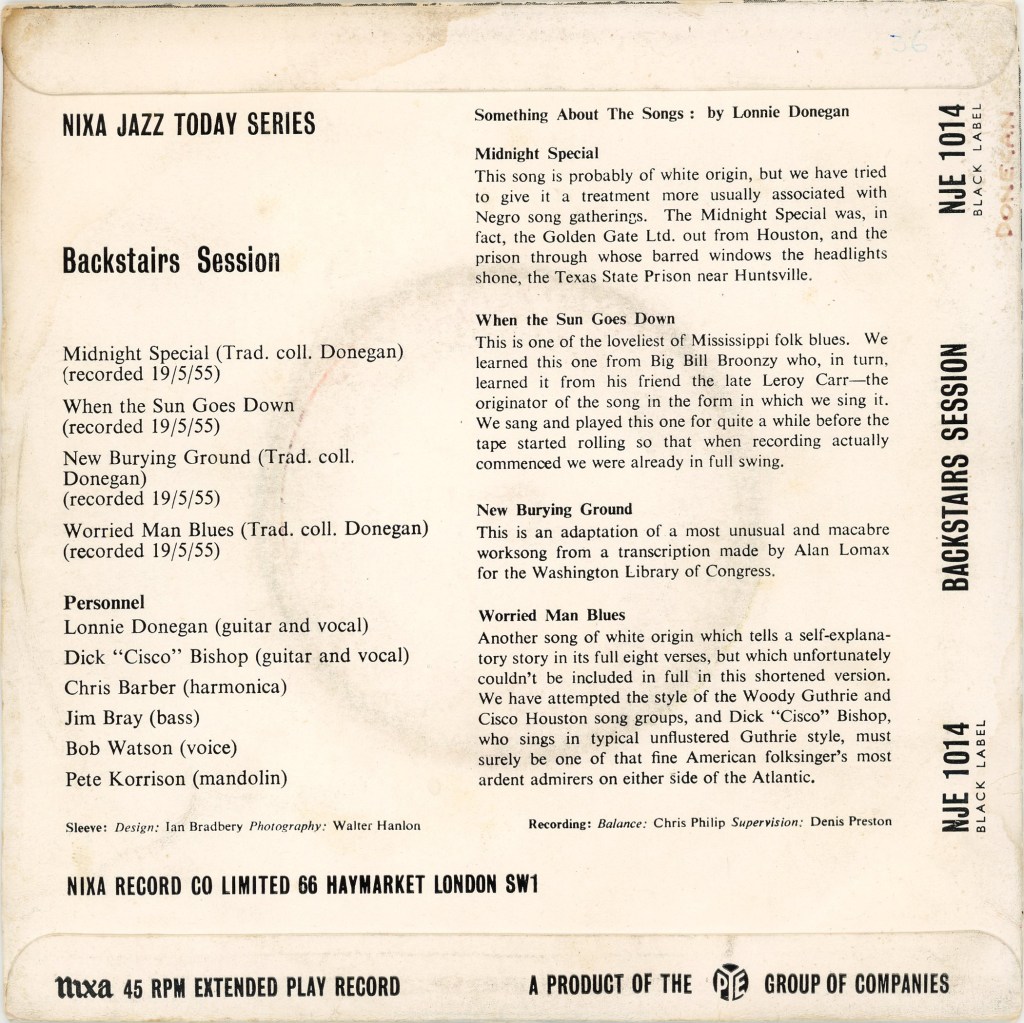 NIXA JAZZ TODAY SERIES
Backstairs Session
Midnight Special (Trad. coll. Donegan)
(recorded 19/5/55)
When the Sun Goes Down
(recorded 19/5/55)
New Burying Ground (Trad. coll.
Donegan)
(recorded 19/5/55)
Worried Man Blues (Trad. coll. Donegan)
(recorded 19/5/55)
Personnel
Lonnie Donegan (guitar and vocal)
Dick “Cisco” Bishop (guitar and vocal)
Chris Barber (harmonica)
Jim Bray (bass)
Bob Watson (voice)
Pete Korrison (mandolin)
Sleeve: Design: Ian Bradbery Photography: Walter Hanlon
Something About The Songs : by Lonnie Donegan
Midnight Special
This song is probably of white origin, but we have tried
to give it a treatment more usually associated with
Negro song gatherings. The Midnight Special was, in
fact, the Golden Gate Ltd. out from Houston, and the
prison through whose barred windows the headlights
shone, the Texas State Prison near Huntsville.
When the Sun Goes Down
This is one of the loveliest of Mississippi folk blues. We
learned this one from Big Bill Broonzy who, in turn,
learned it from his friend the late Leroy Carr—the
originator of the song in the form in which we sing it.
We sang and played this one for quite a while before the
tape started rolling so that when recording actually
commenced we were already in full swing.
New Burying Ground
This is an adaptation of a most unusual and macabre
worksong from a transcription made by Alan Lomax
for the Washington Library of Congress.
Worried Man Blues
Another song of white origin which tells a self-explana-
tory story in its full eight verses, but which unfortunately
couldn’t be included in full in this shortened version.
We have attempted the style of the Woody Guthrie and
Cisco Houston song groups, and Dick “Cisco” Bishop,
who sings in typical unflustered Guthrie style, must
surely be one of that fine American folksinger’s most
ardent admirers on either side of the Atlantic.
Recording: Balance: Chris Philip Supervision: Denis Preston
NIXA RECORD CO LIMITED 66 HAYMARKET LONDON SW1
nixa 45 RPM EXTENDED PLAY RECORD
A PRODUCT OF THE PYE GROUP OF COMPANIES
NJE 1014
BLACK LABEL
DONEGAN
BACKSTAIRS SESSION
NJE 1014
BLACK LABEL